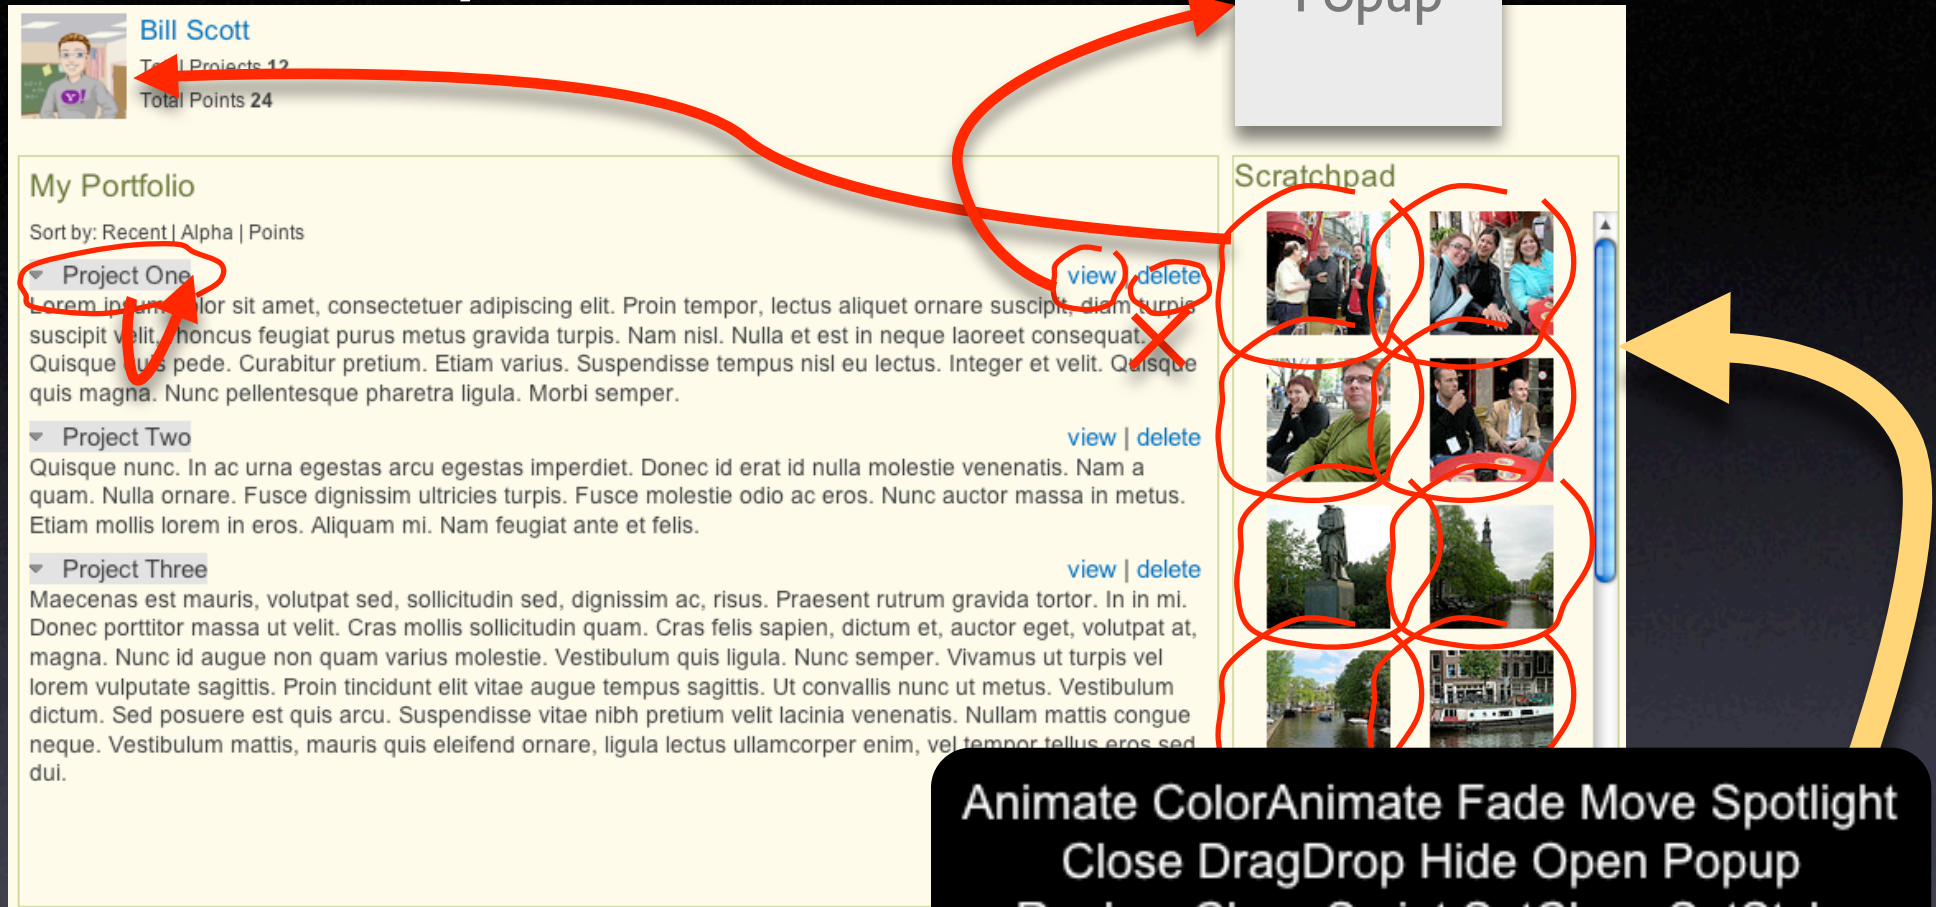 Popup
Bill Scott
Total Projects 12
Total Points 24
My Portfolio
Scratchpad
Sort by: Recent | Alpha | Points
Project One
view | delete
Lorem ipsum dolor sit amet, consectetuer adipiscing elit. Proin tempor, lectus aliquet ornare suscipit, diam turpis
suscipit velit, rhoncus feugiat purus metus gravida turpis. Nam nisl. Nulla et est in neque laoreet consequat.
Quisque quis pede. Curabitur pretium. Etiam varius. Suspendisse tempus nisl eu lectus. Integer et velit. Quisque
quis magna. Nunc pellentesque pharetra ligula. Morbi semper.
Project Two
view | delete
Quisque nunc. In ac urna egestas arcu egestas imperdiet. Donec id erat id nulla molestie venenatis. Nam a
quam. Nulla ornare. Fusce dignissim ultricies turpis. Fusce molestie odio ac eros. Nunc auctor massa in metus.
Etiam mollis lorem in eros. Aliquam mi. Nam feugiat ante et felis.
Project Three
view | delete
Maecenas est mauris, volutpat sed, sollicitudin sed, dignissim ac, risus. Praesent rutrum gravida tortor. In in mi.
Donec porttitor massa ut velit. Cras mollis sollicitudin quam. Cras felis sapien, dictum et, auctor eget, volutpat at,
magna. Nunc id augue non quam varius molestie. Vestibulum quis ligula. Nunc semper. Vivamus ut turpis vel
lorem vulputate sagittis. Proin tincidunt elit vitae augue tempus sagittis. Ut convallis nunc ut metus. Vestibulum
dictum. Sed posuere est quis arcu. Suspendisse vitae nibh pretium velit lacinia venenatis. Nullam mattis congue
neque. Vestibulum mattis, mauris quis eleifend ornare, ligula lectus ullamcorper enim, vel tempor tellus eros sed
dui.
Animate ColorAnimate Fade Move Spotlight
Close DragDrop Hide Open Popup